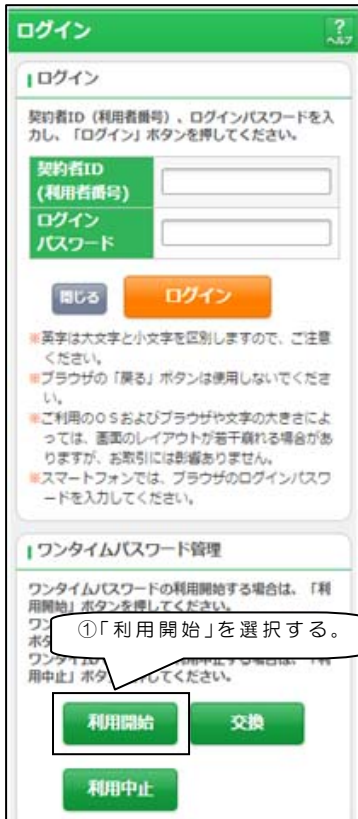 ログイン
?
ヘルプ
ログイン
契約者ID（利用者番号）、ログインパスワードを入
力し、「ログイン」ボタンを押してください。
契約者ID
(利用者番号)
ログイン
パスワード
閉じる
ログイン
※英字は大文字と小文字を区別しますので、ご注意
ください。
※ブラウザの「戻る」ボタンは使用しないでくださ
い。
※ご利用のＯＳおよびブラウザや文字の大きさによ
っては、画面のレイアウトが若干崩れる場合があ
りますが、お取引には影響ありません。
※スマートフォンでは、ブラウザのログインパスワ
ードを入力してください。
ワンタイムパスワード管理
ワンタイムパスワードの利用開始する場合は、「利
用開始」ボタンを押してください。
①「利用開始」を選択する。
用中止」ボタ
してください。
利用開始
交換
利用中止